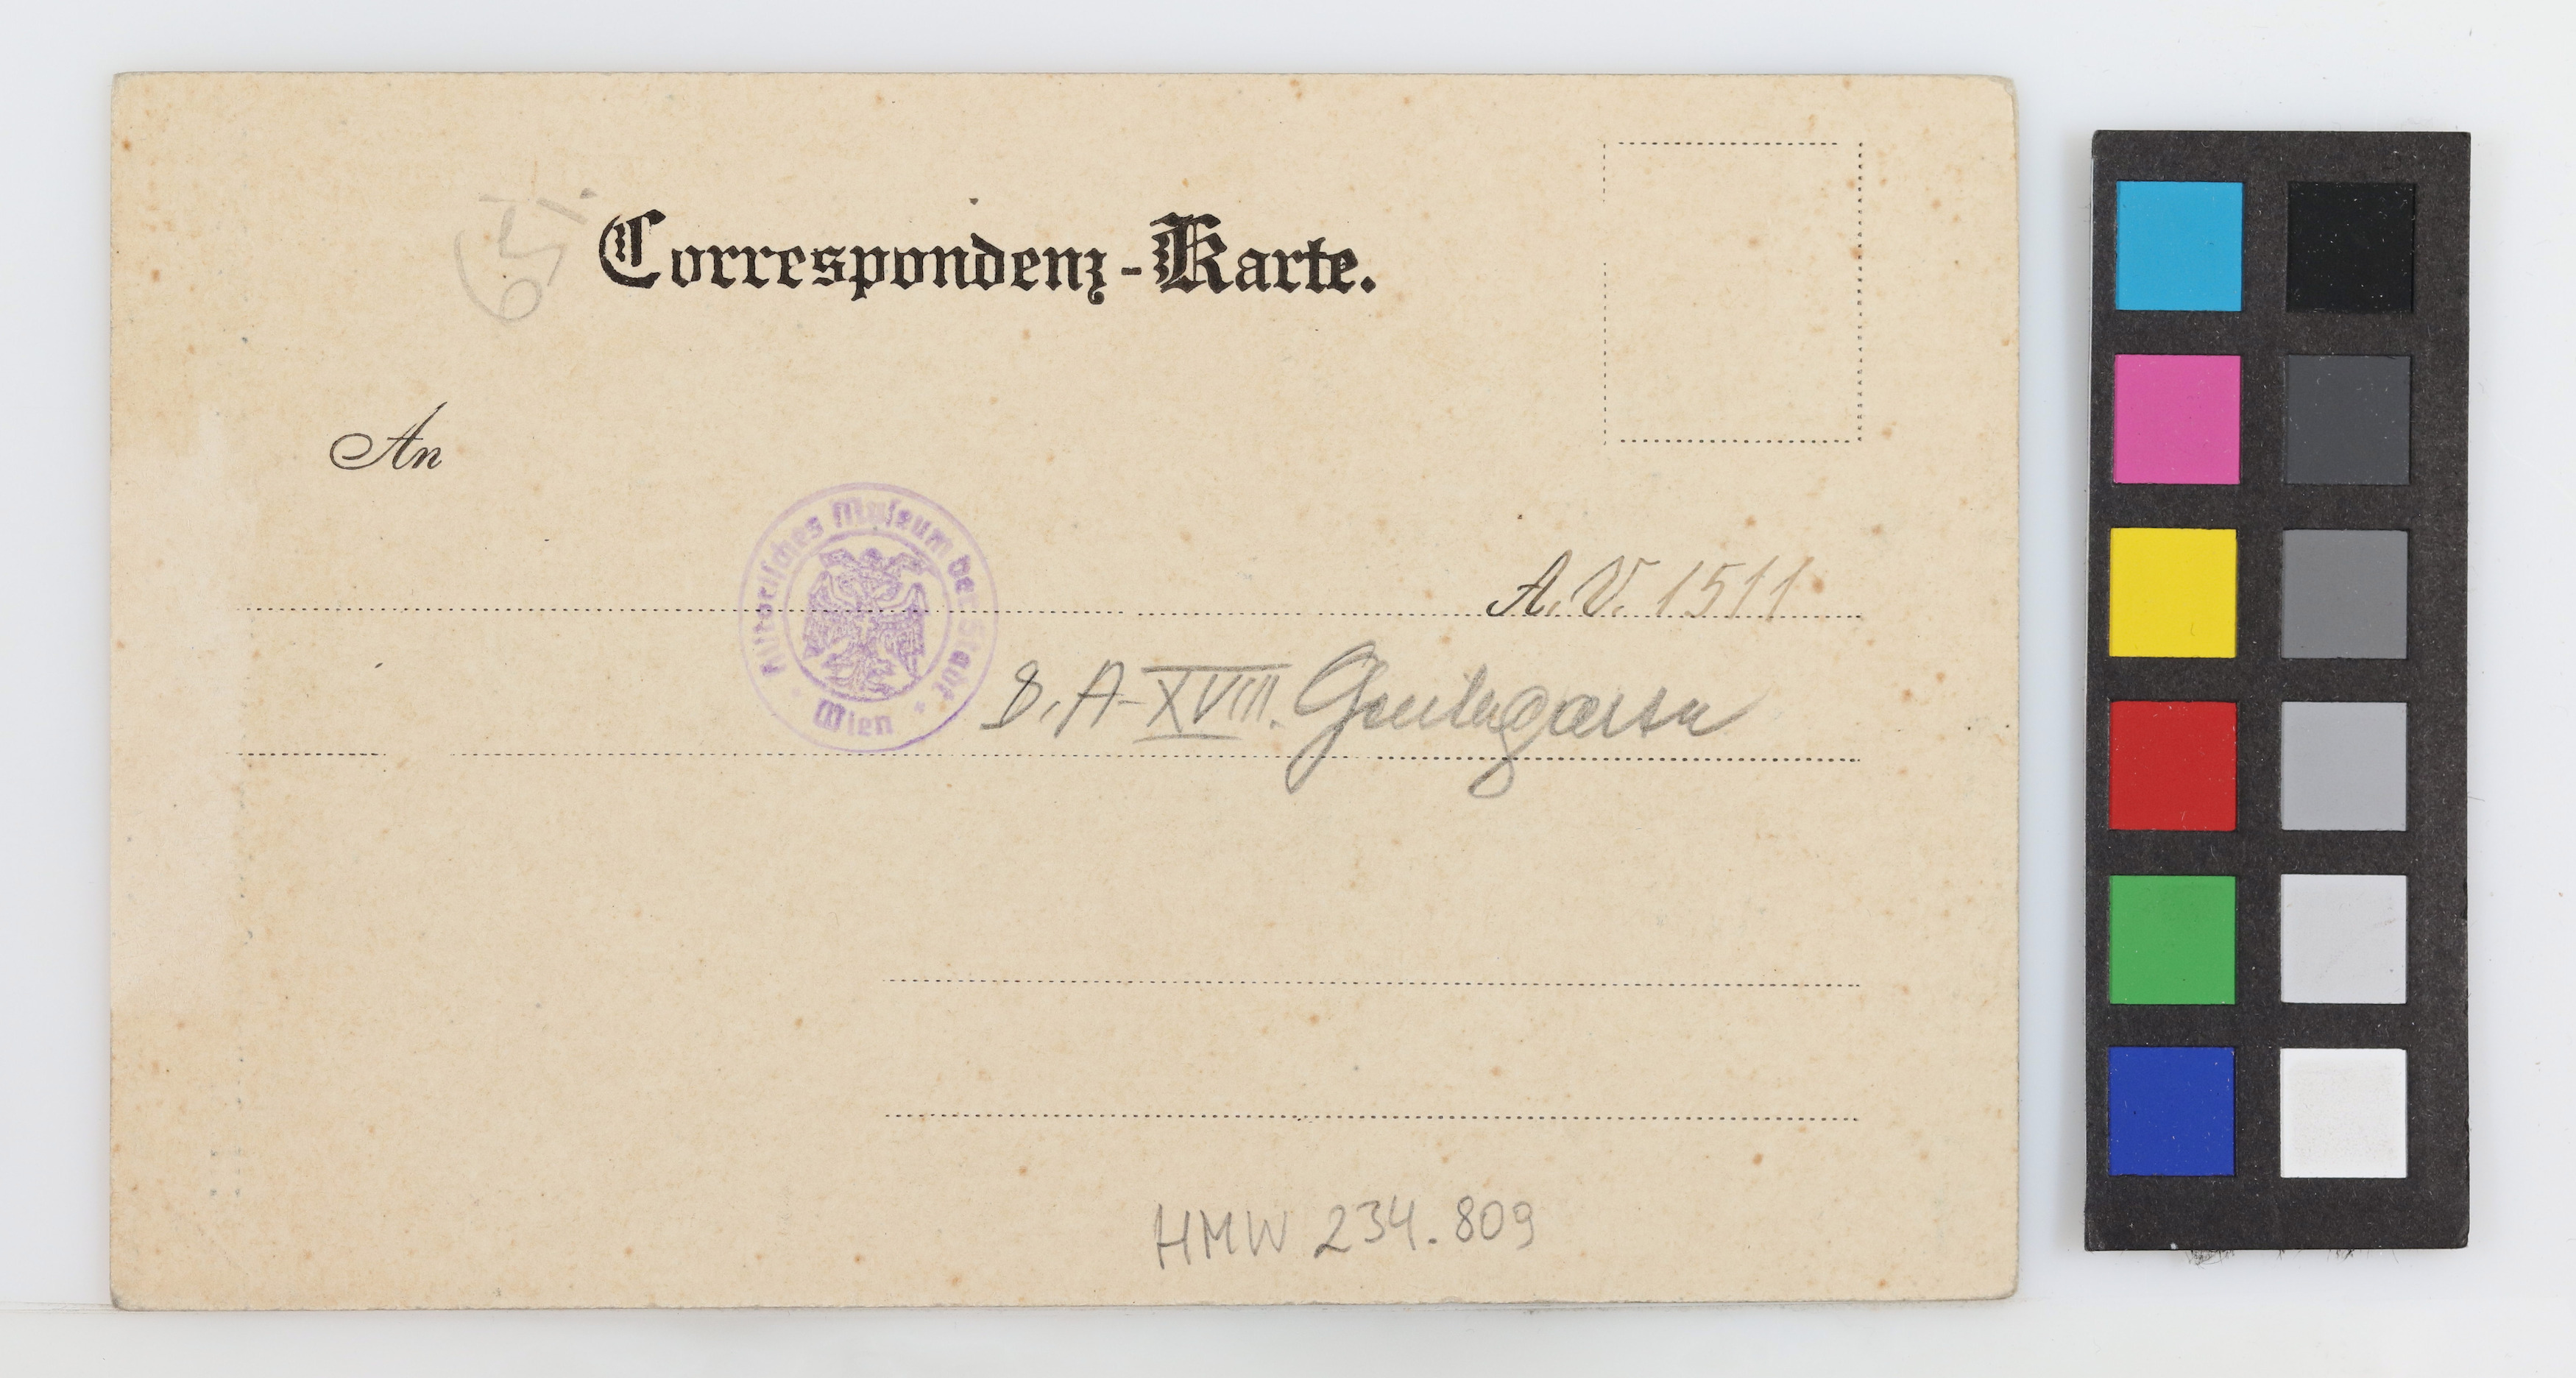 Correspondenz-Karte.
An
Historisches Museum der Stadt
* Wien *
A. V. 1511
XVIII. Gentzgasse
HMW 234.809